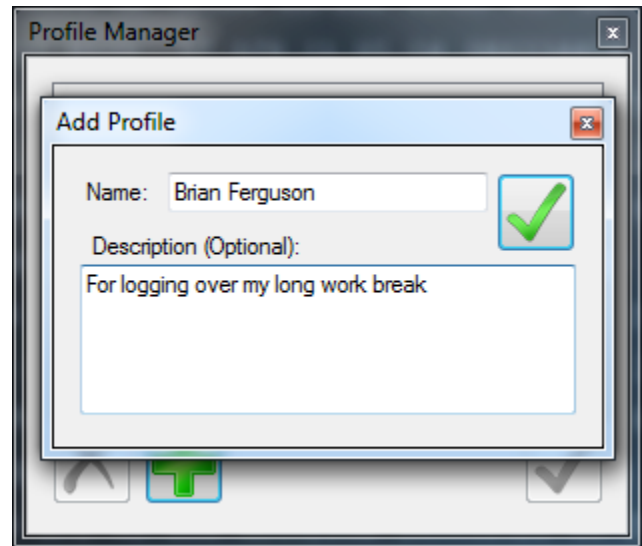 Profile Manager
Add Profile
Name: Brian Ferguson
Description (Optional):
For logging over my long work break